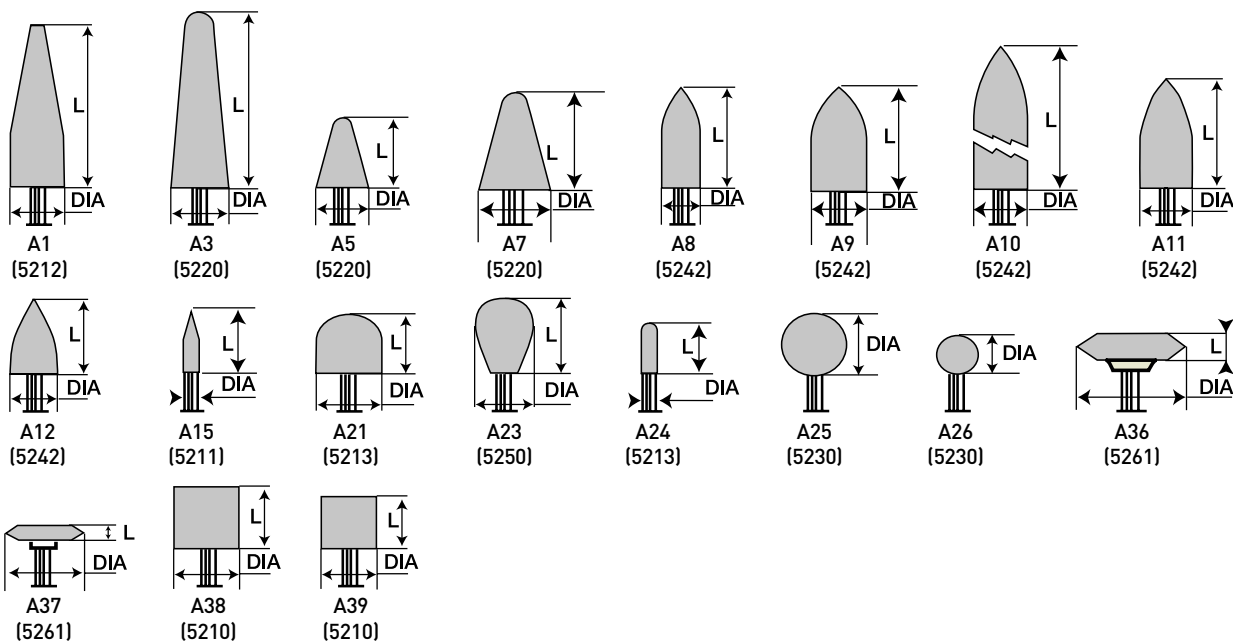 L
DIA
A1
(5212)
L
DIA
A3
(5220)
L
DIA
A5
(5220)
L
DIA
A7
(5220)
L
DIA
A8
(5242)
L
DIA
A9
(5242)
L
DIA
A10
(5242)
L
DIA
A11
(5242)
L
DIA
A12
(5242)
L
DIA
A15
(5211)
L
DIA
A21
(5213)
L
DIA
A23
(5250)
L
DIA
A24
(5213)
DIA
A25
(5230)
DIA
A26
(5230)
L
DIA
A36
(5261)
L
DIA
A37
(5261)
L
DIA
A38
(5210)
L
DIA
A39
(5210)